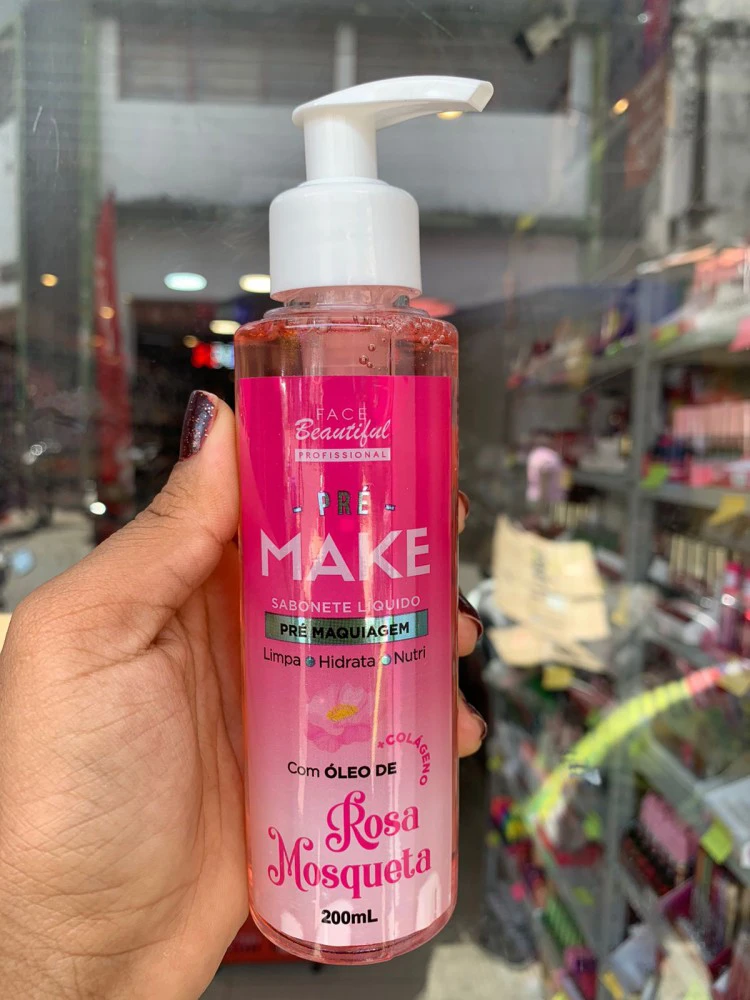 FACE
Beautiful
PROFISSIONAL
- PRÉ -
MAKE
SABONETE LÍQUIDO
PRÉ MAQUIAGEM
Limpa Hidrata Nutri
+COLÁGENO
Com ÓLEO DE
Rosa
Mosqueta
200mL